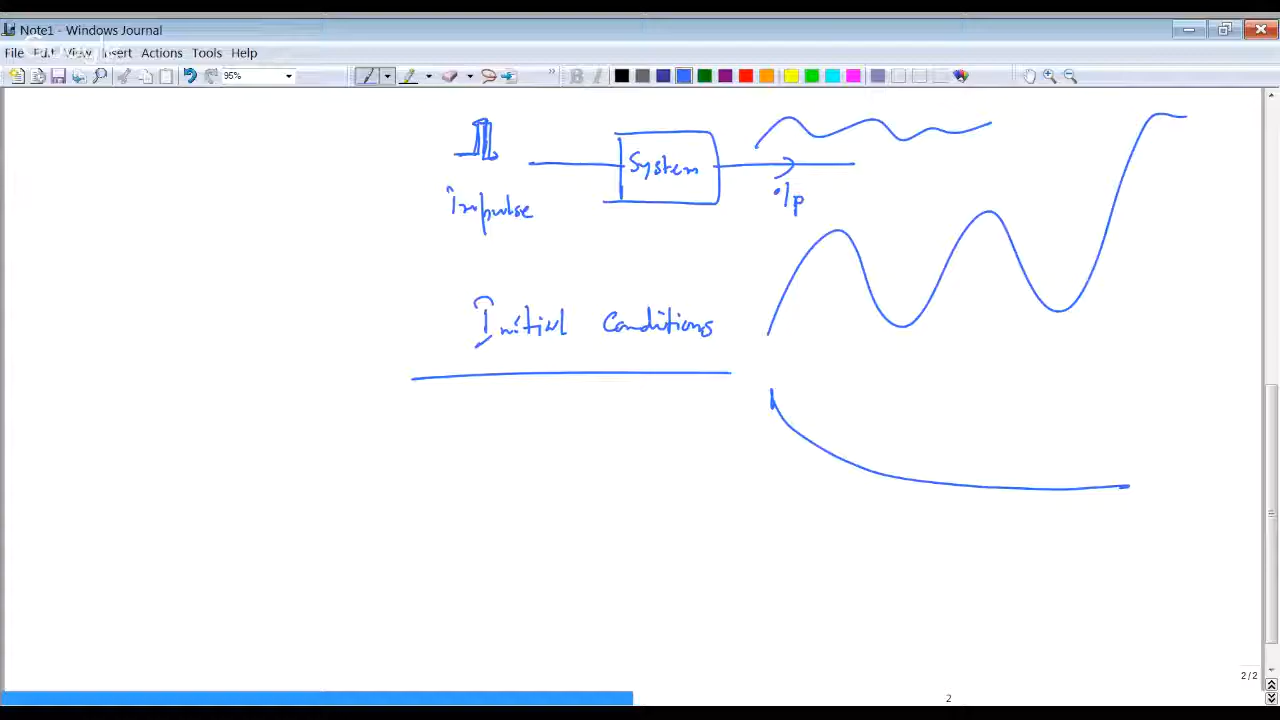 Note1 - Windows Journal
File Edit View Insert Actions Tools Help
95%
B I
System
o/p
Impulse
Initial Conditions
2/2
2